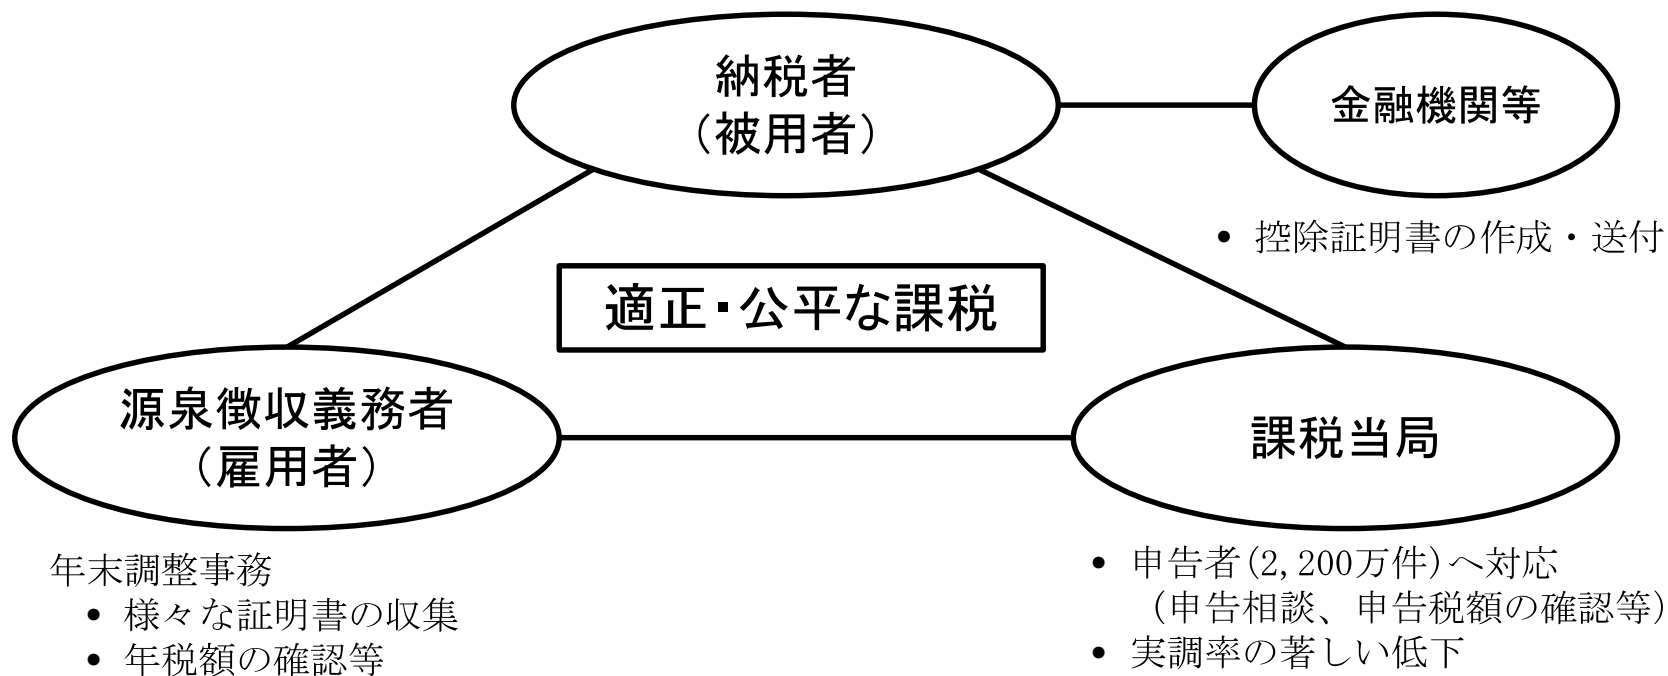 納税者
（被用者）
金融機関等
• 控除証明書の作成・送付
適正・公平な課税
源泉徴収義務者
（雇用者）
課税当局
年末調整事務
• 様々な証明書の収集
• 年税額の確認等
• 申告者(2,200万件)へ対応
（申告相談、申告税額の確認等）
• 実調率の著しい低下